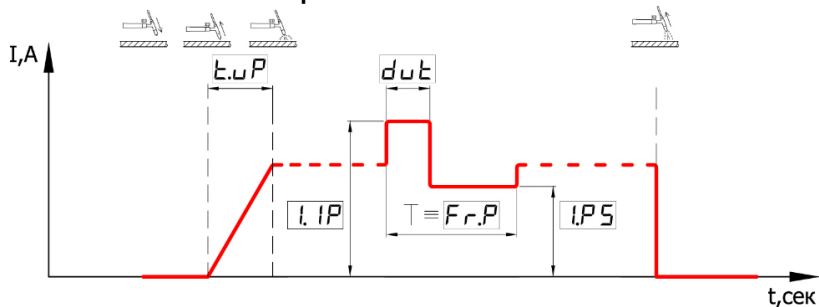 I,A
t.uP
dut
I.1P
T ≡ Fr.P
I.PS
t,сек